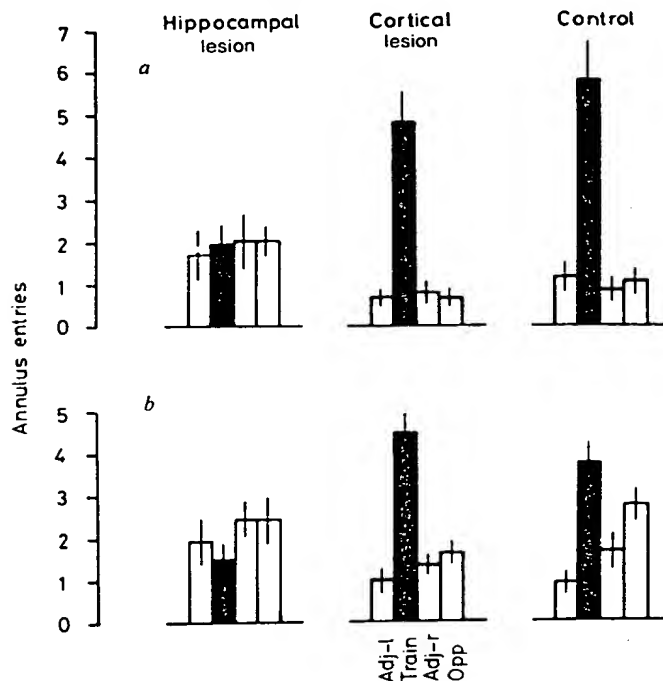 Hippocampal
lesion
Cortical
lesion
Control
a
7
6
5
4
3
2
1
0
Annulus entries
b
5
4
3
2
1
0
Adj-l
Train
Adj-r
Opp